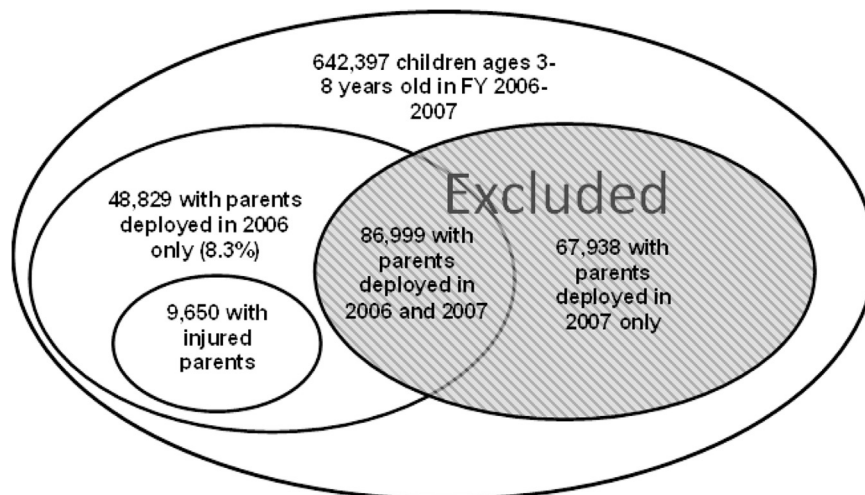 642,397 children ages 3-
8 years old in FY 2006-
2007
48,829 with parents
deployed in 2006
only (8.3%)
9,650 with
injured
parents
Excluded
86,999 with
parents
deployed in
2006 and 2007
67,938 with
parents
deployed in
2007 only